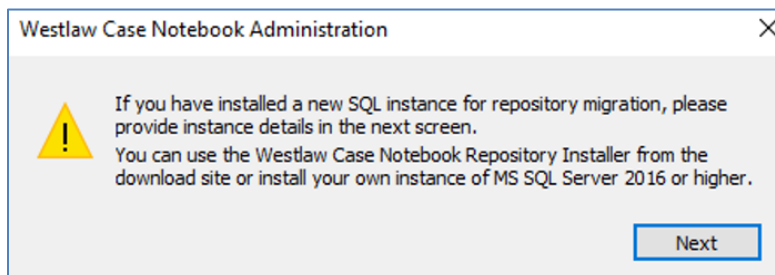 Westlaw Case Notebook Administration
If you have installed a new SQL instance for repository migration, please
provide instance details in the next screen.
You can use the Westlaw Case Notebook Repository Installer from the
download site or install your own instance of MS SQL Server 2016 or higher.
Next